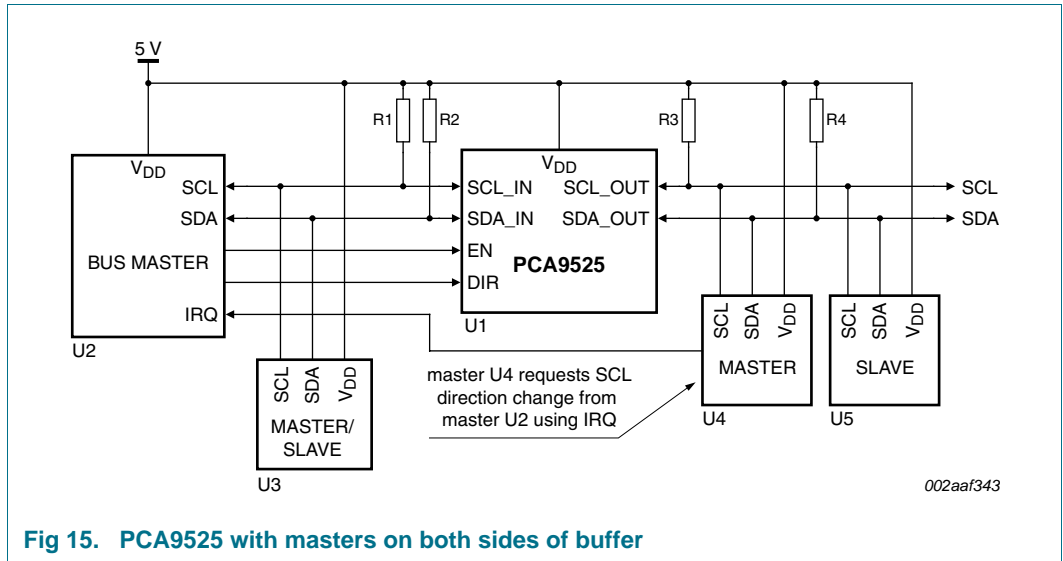 5 V
R1
R2
R3
R4
VDD
SCL
SDA
BUS MASTER
IRQ
U2
VDD
SCL_IN
SCL_OUT
SDA_IN
SDA_OUT
EN
PCA9525
DIR
U1
SCL
SDA
SCL
SDA
VDD
MASTER/
SLAVE
U3
master U4 requests SCL
direction change from
master U2 using IRQ
SCL
SDA
VDD
MASTER
U4
SCL
SDA
VDD
SLAVE
U5
002aaf343
Fig 15. PCA9525 with masters on both sides of buffer